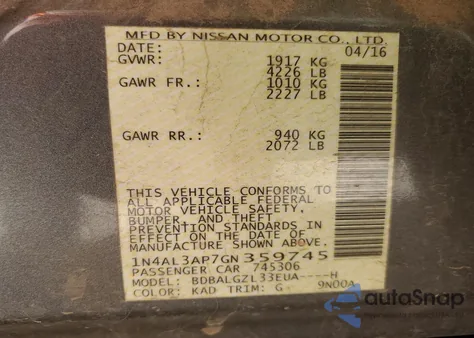 MFD BY NISSAN MOTOR CO., LTD.
DATE: 04/16
GVWR: 1917 KG
4226 LB
GAWR FR.: 1010 KG
2227 LB
GAWR RR.: 940 KG
2072 LB
THIS VEHICLE CONFORMS TO
ALL APPLICABLE FEDERAL
MOTOR VEHICLE SAFETY,
BUMPER, AND THEFT
PREVENTION STANDARDS IN
EFFECT ON THE DATE OF
MANUFACTURE SHOWN ABOVE.
1N4AL3AP7GN359745
PASSENGER CAR 745306
MODEL: BDBALGZL33EUA----H
COLOR: KAD TRIM: G 9N00A
autoSnap